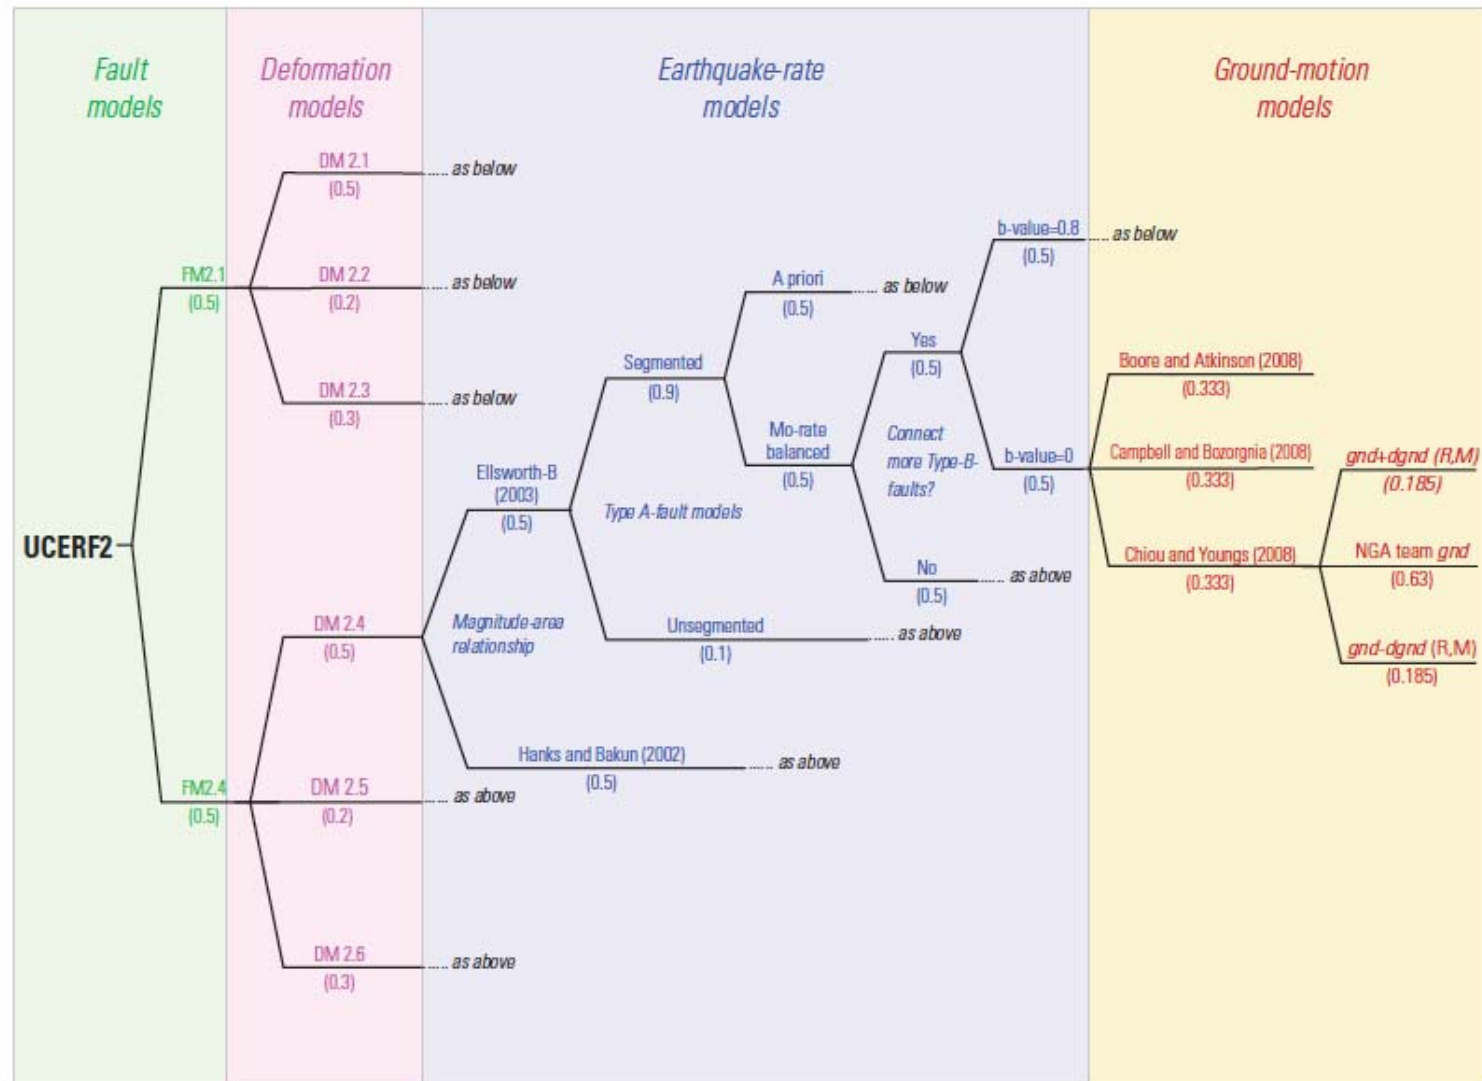 Fault
models
Deformation
models
Earthquake-rate
models
Ground-motion
models
UCERF2
FM2.1
(0.5)
FM2.4
(0.5)
DM 2.1
(0.5)
..... as below
DM 2.2
(0.2)
..... as below
DM 2.3
(0.3)
..... as below
DM 2.4
(0.5)
DM 2.5
(0.2)
..... as above
DM 2.6
(0.3)
..... as above
Magnitude-area
relationship
Ellsworth-B
(2003)
(0.5)
Hanks and Bakun (2002)
(0.5)
..... as above
Type A-fault models
Segmented
(0.9)
Unsegmented
(0.1)
..... as above
A priori
(0.5)
..... as below
Mo-rate
balanced
(0.5)
Connect
more Type-B-
faults?
Yes
(0.5)
No
(0.5)
..... as above
b-value=0.8
(0.5)
..... as below
b-value=0
(0.5)
Boore and Atkinson (2008)
(0.333)
Campbell and Bozorgnia (2008)
(0.333)
Chiou and Youngs (2008)
(0.333)
gnd+dgnd (R,M)
(0.185)
NGA team gnd
(0.63)
gnd-dgnd (R,M)
(0.185)